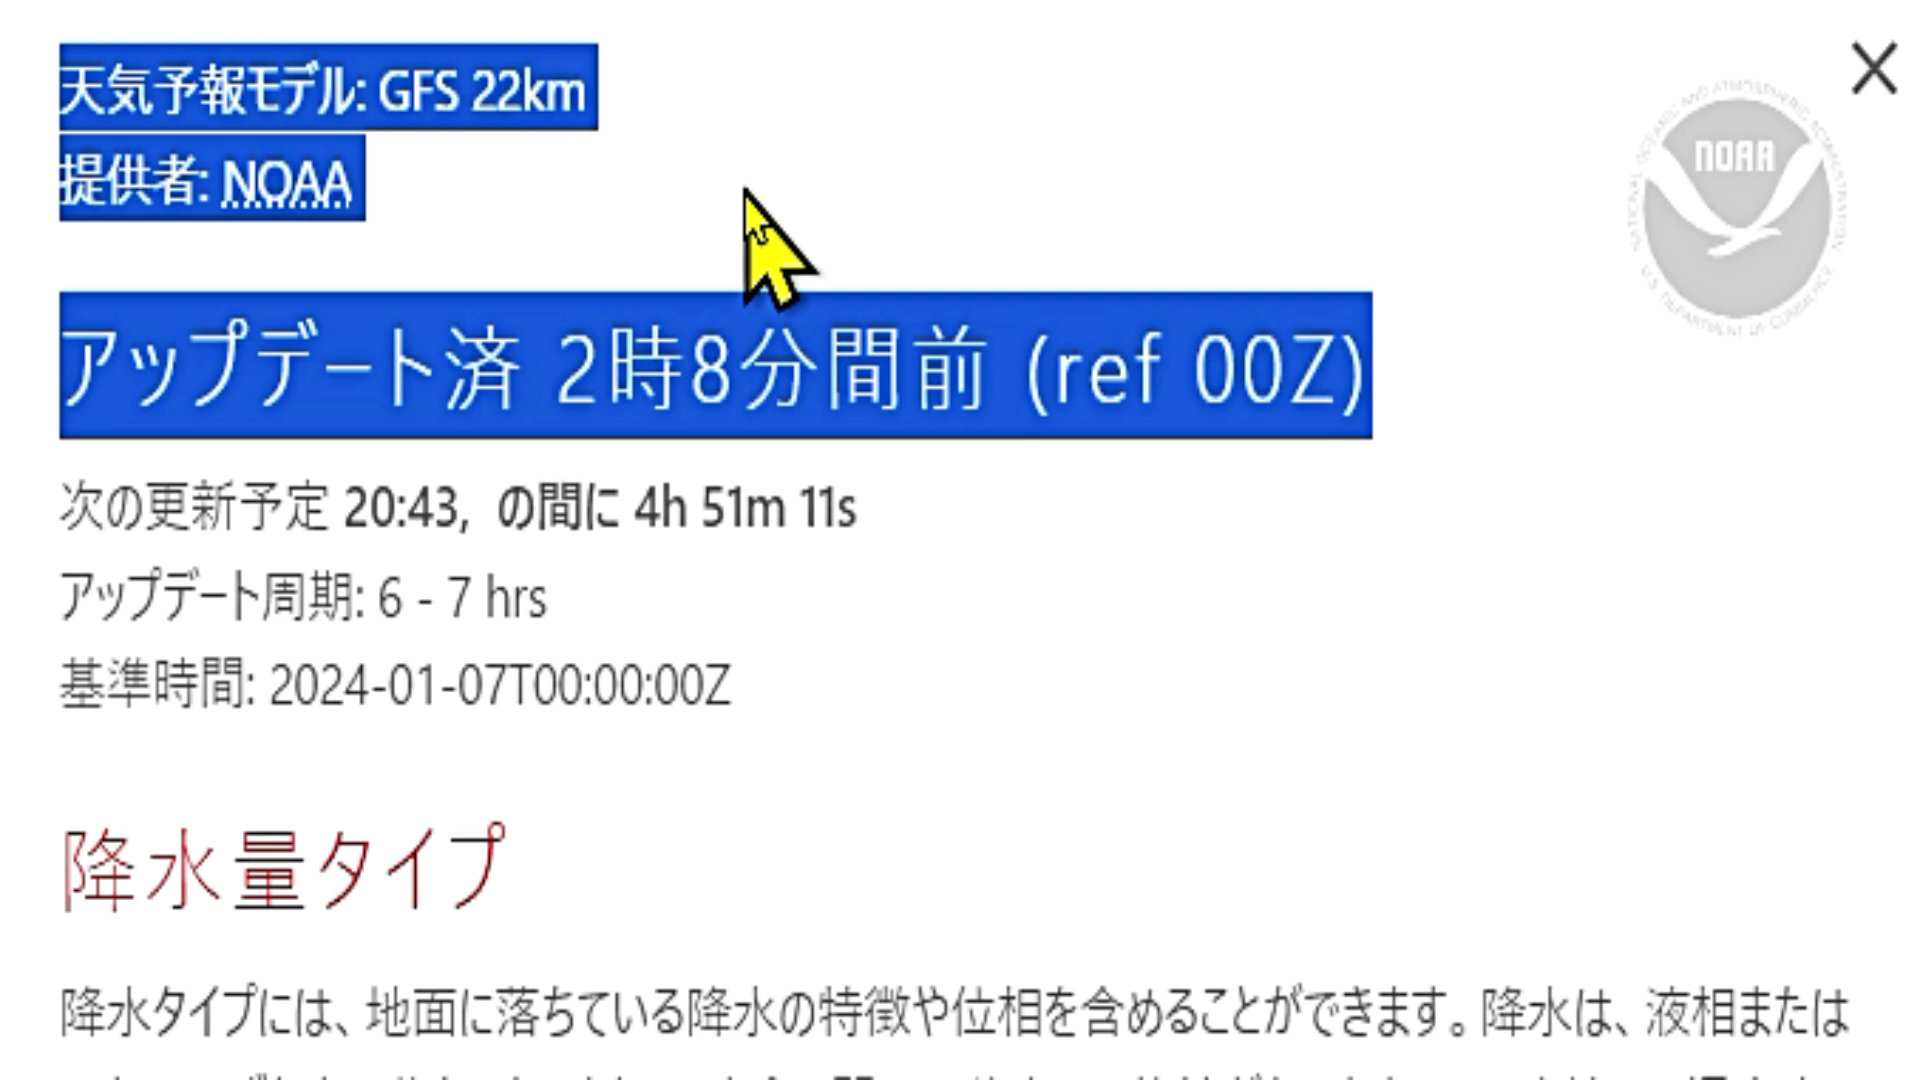 天気予報モデル: GFS 22km
提供者: NOAA
NOAA
アップデート済 2時8分間前 (ref 00Z)
次の更新予定 20:43, の間に 4h 51m 11s
アップデート周期: 6 - 7 hrs
基準時間: 2024-01-07T00:00:00Z
降水量タイプ
降水タイプには、地面に落ちている降水の特徴や位相を含めることができます。降水は、液相または